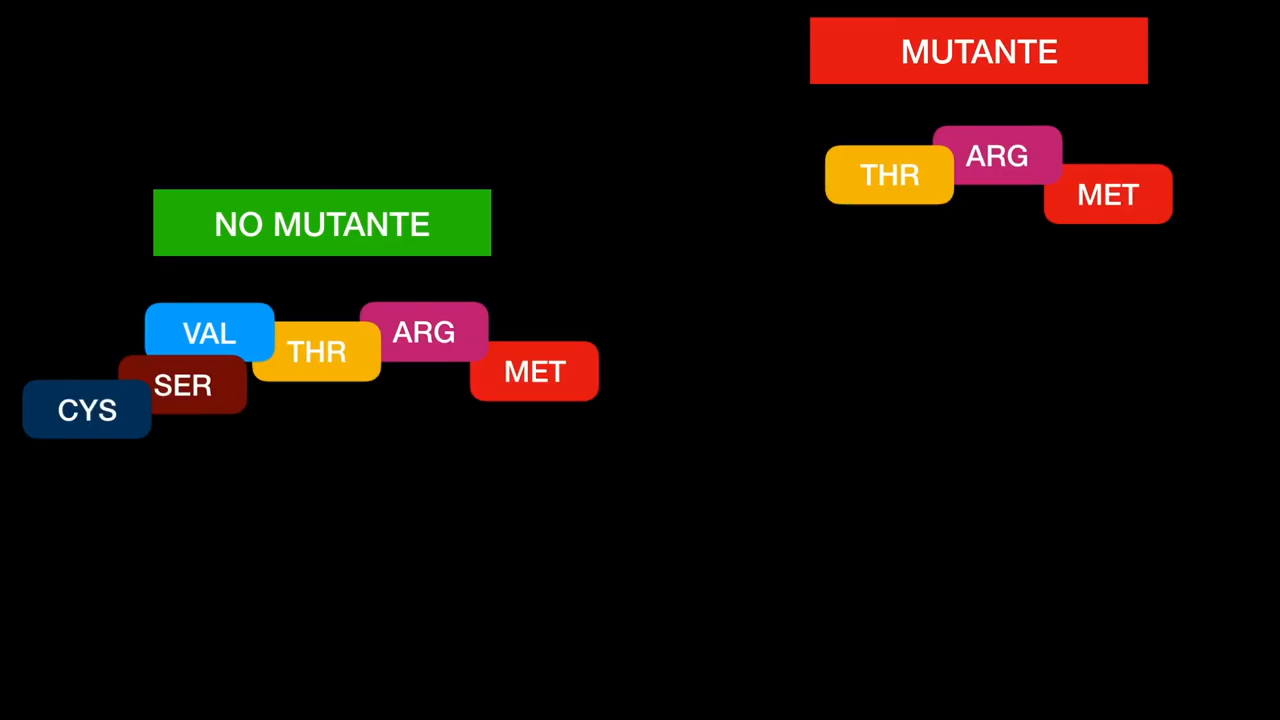 MUTANTE
ARG
THR
MET
NO MUTANTE
VAL
ARG
THR
MET
SER
CYS